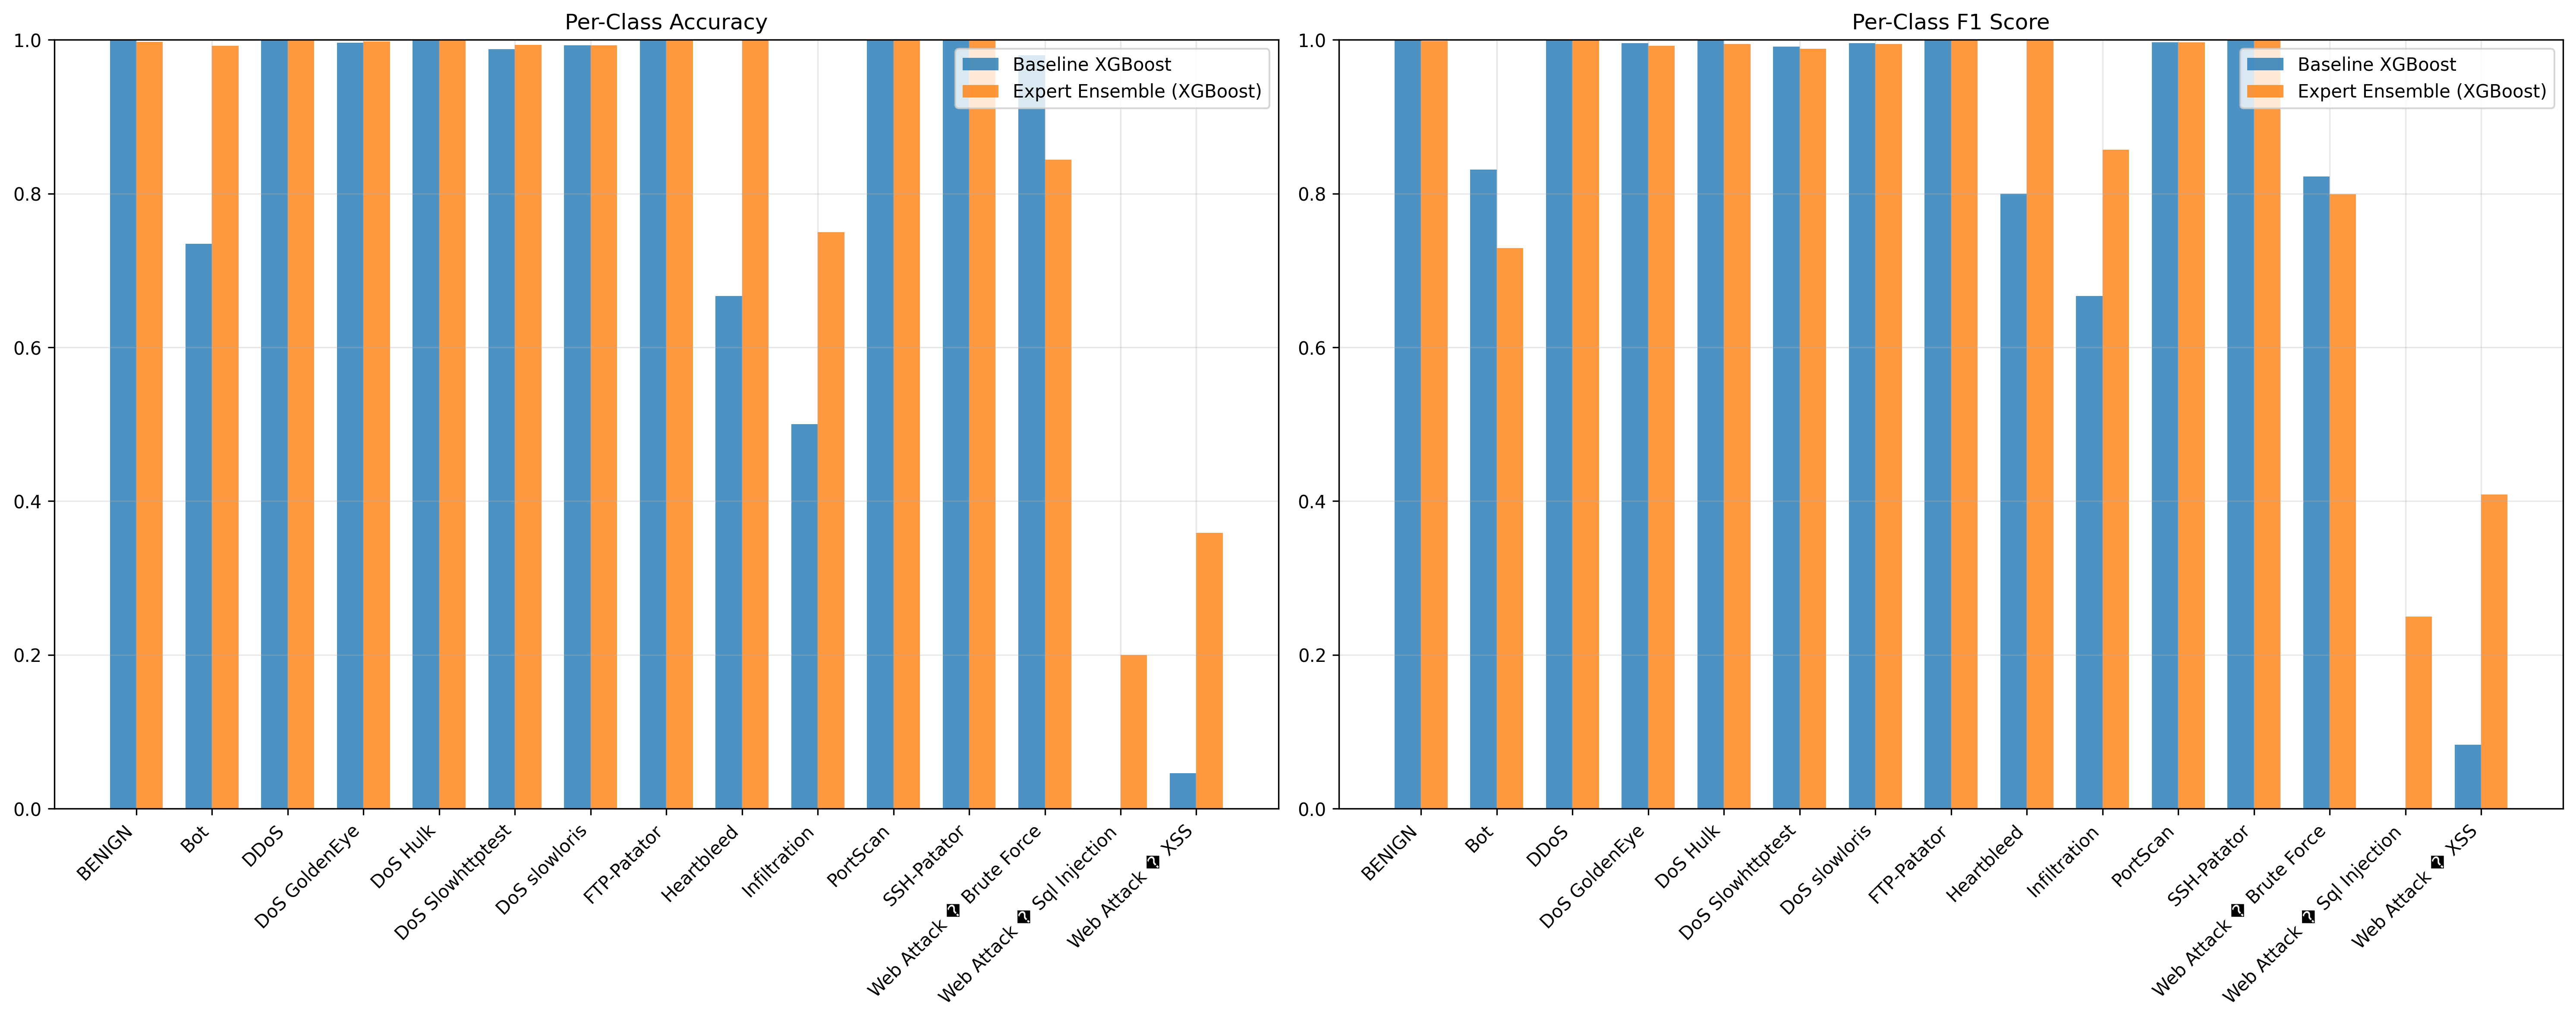 Per-Class Accuracy
1.0
0.8
0.6
0.4
0.2
0.0
Baseline XGBoost
Expert Ensemble (XGBoost)
BENIGN
Bot
DDoS
DoS GoldenEye
DoS Hulk
DoS Slowhttptest
DoS slowloris
FTP-Patator
Heartbleed
Infiltration
PortScan
SSH-Patator
Web Attack � Brute Force
Web Attack � Sql Injection
Web Attack � XSS
Per-Class F1 Score
1.0
0.8
0.6
0.4
0.2
0.0
Baseline XGBoost
Expert Ensemble (XGBoost)
BENIGN
Bot
DDoS
DoS GoldenEye
DoS Hulk
DoS Slowhttptest
DoS slowloris
FTP-Patator
Heartbleed
Infiltration
PortScan
SSH-Patator
Web Attack � Brute Force
Web Attack � Sql Injection
Web Attack � XSS